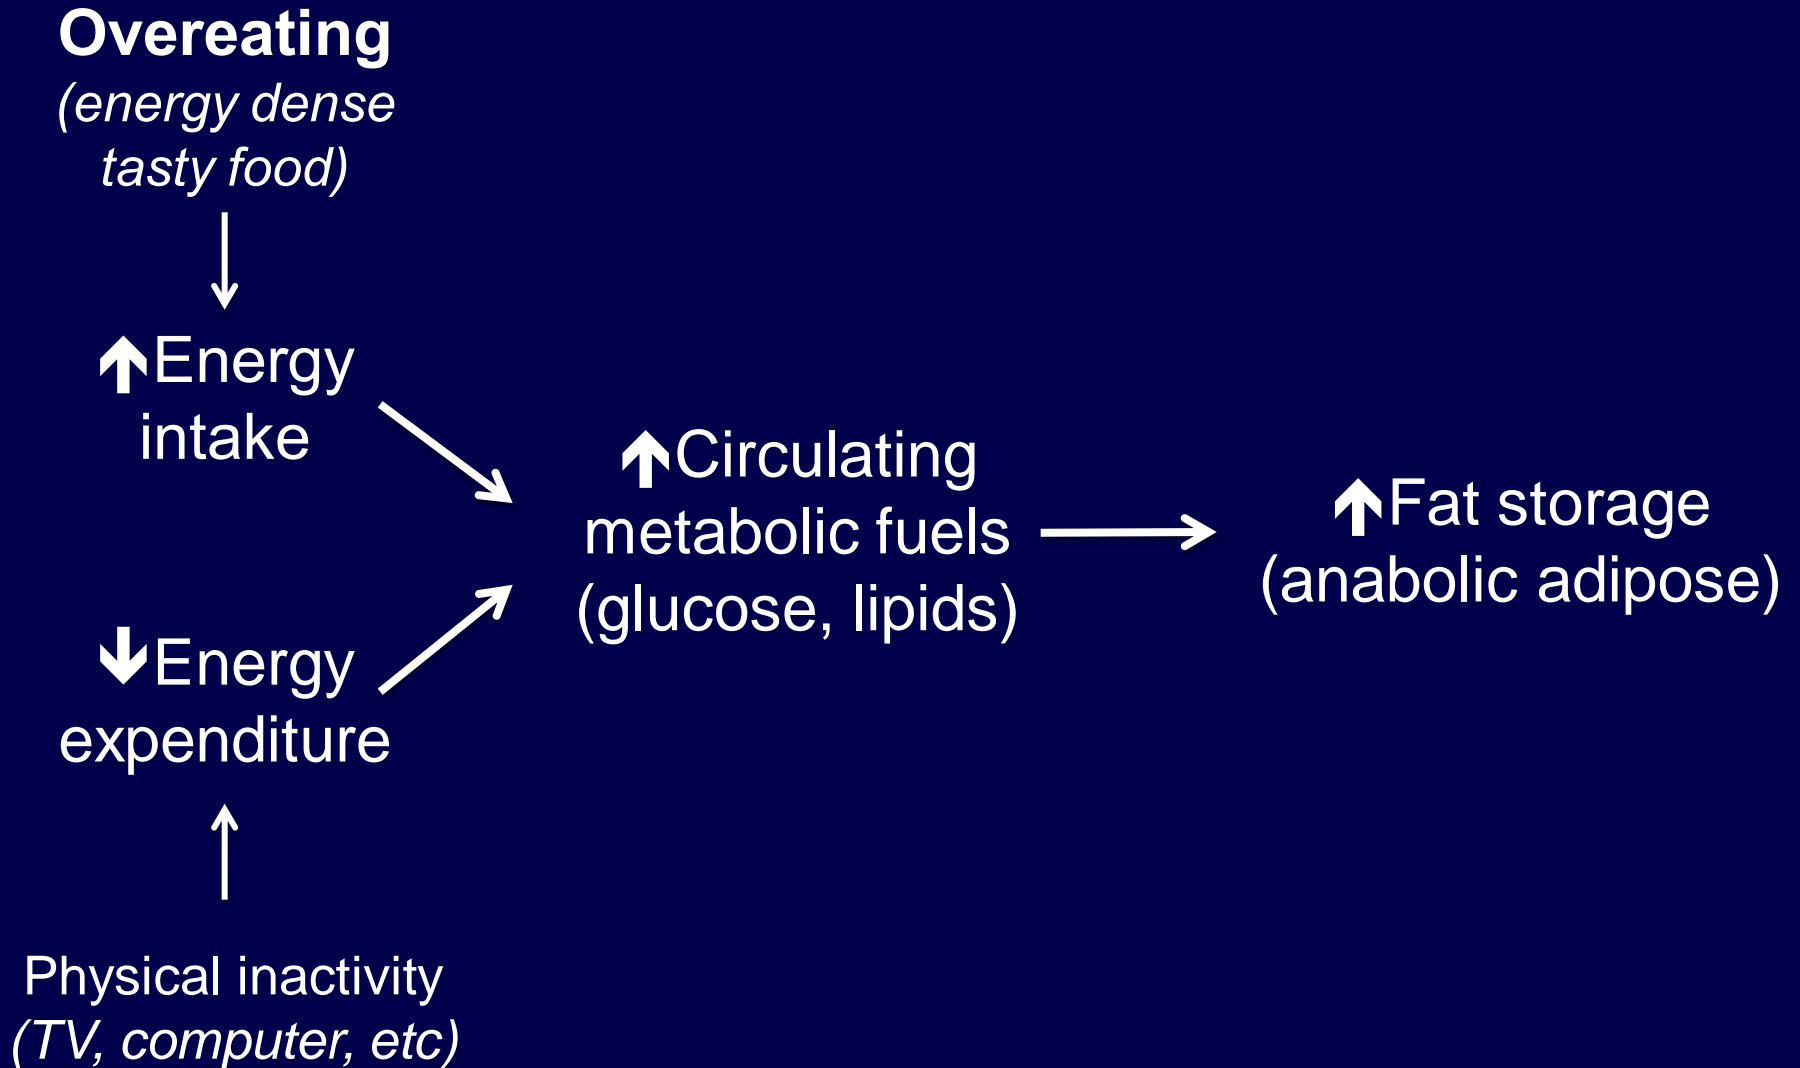 Overeating
(energy dense
tasty food)
🡹Energy
intake
🡹Circulating
metabolic fuels
(glucose, lipids)
🡹Fat storage
(anabolic adipose)
🡻Energy
expenditure
Physical inactivity
(TV, computer, etc)